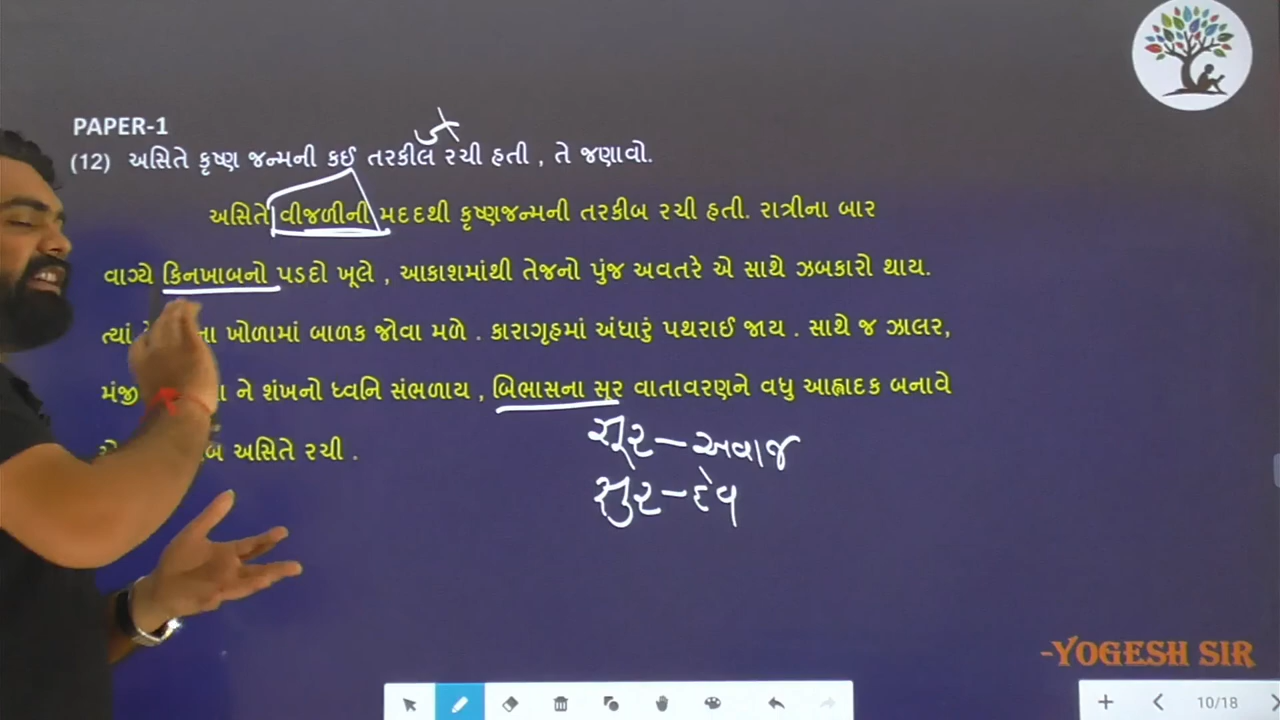 PAPER-1
(12) અસિતે કૃષ્ણ જન્મની કઈ તરકીલ રચી હતી , તે જણાવો.
અસિતે વીજળીની મદદથી કૃષ્ણજન્મની તરકીબ રચી હતી. રાત્રીના બાર
વાગ્યે કિનખાબનો પડદો ખૂલે , આકાશમાંથી તેજનો પુંજ અવતરે એ સાથે ઝબકારો થાય.
ત્યાં ખોળામાં બાળક જોવા મળે . કારાગૃહમાં અંધારું પથરાઈ જાય . સાથે જ ઝાલર,
ને શંખનો ધ્વનિ સંભળાય , બિભાસના સૂર વાતાવરણને વધુ આહ્લાદક બનાવે
અસિતે રચી .
સૂર - અવાજ
સુર - દેવ
-YOGESH SIR
10/18